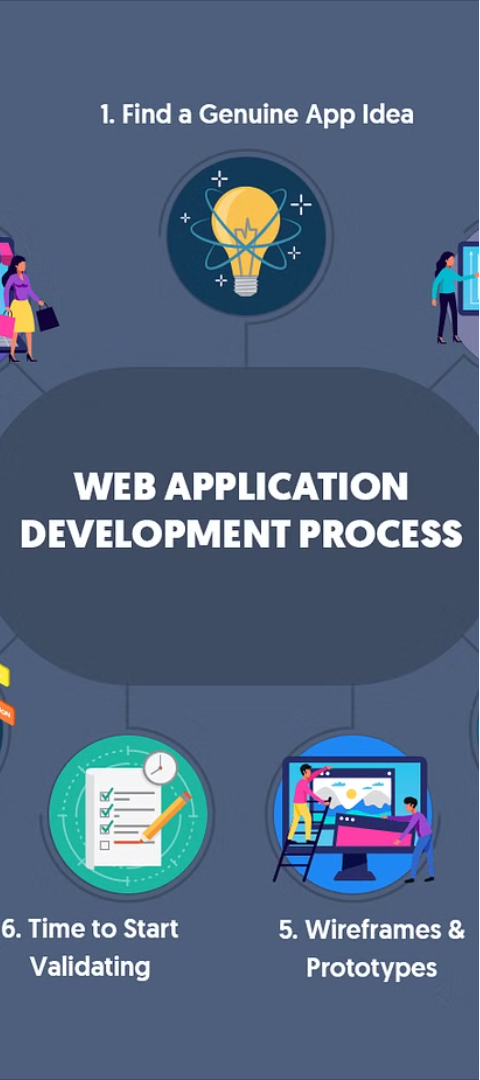 1. Find a Genuine App Idea
WEB APPLICATION
DEVELOPMENT PROCESS
6. Time to Start
Validating
5. Wireframes &
Prototypes